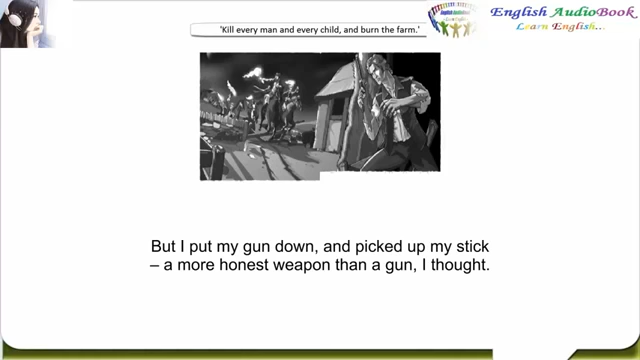 'Kill every man and every child, and burn the farm.'
English AudioBook
Learn English...
But I put my gun down, and picked up my stick
– a more honest weapon than a gun, I thought.